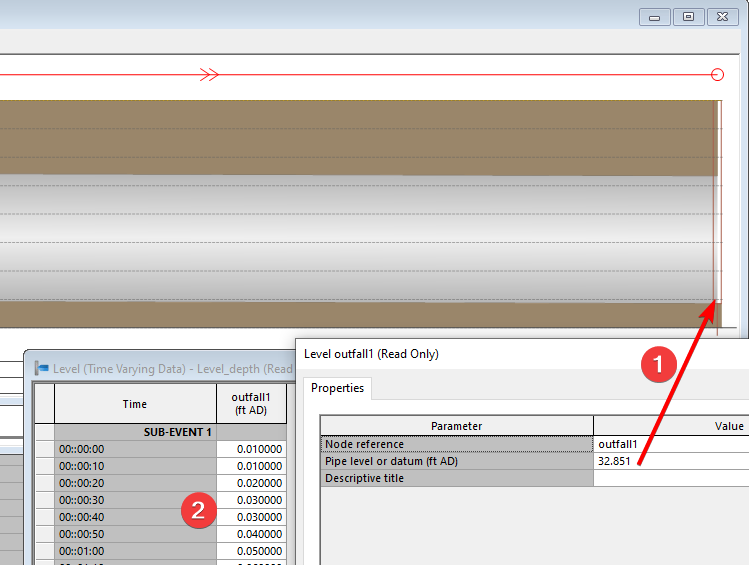 Level outfall1 (Read Only)
1
Level (Time Varying Data) - Level_depth (Read
Properties
Time
outfall1
(ft AD)
Parameter
Value
SUB-EVENT 1
Node reference
outfall1
00::00:00
0.010000
Pipe level or datum (ft AD)
32.851
00::00:10
0.010000
Descriptive title
00::00:20
0.020000
00::00:30
0.030000
2
00::00:40
0.030000
00::00:50
0.040000
00::01:00
0.050000